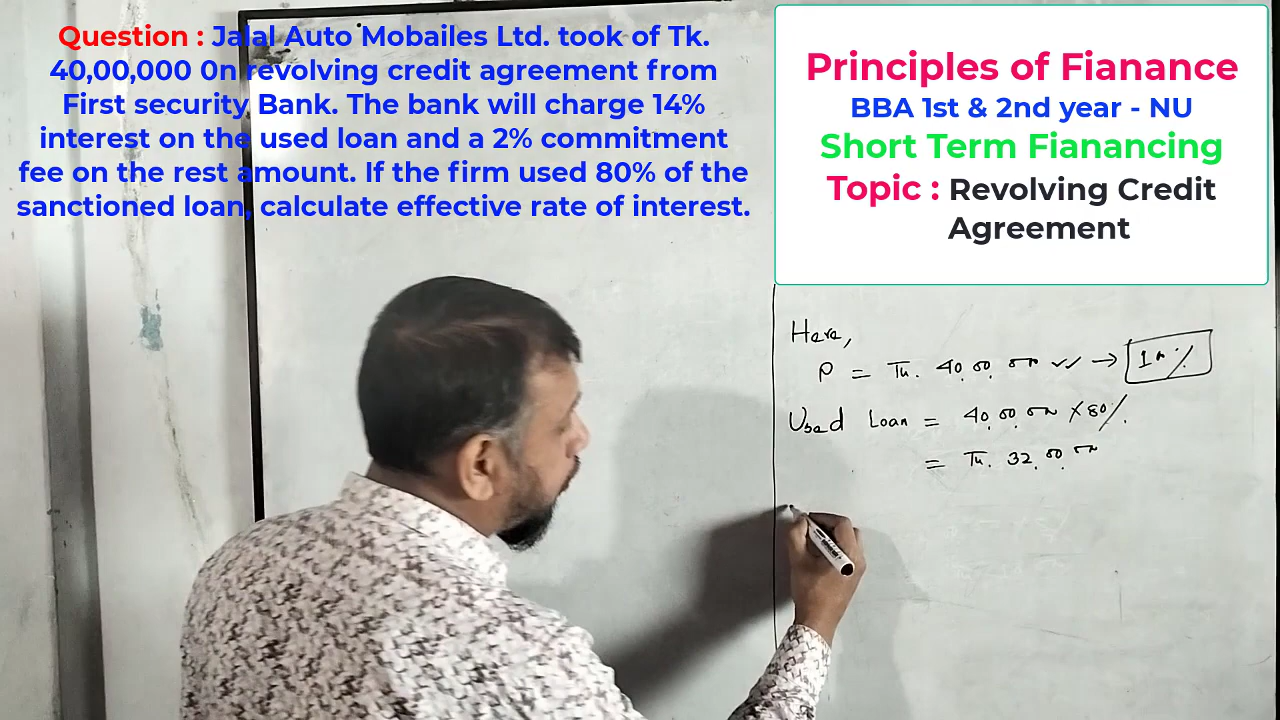 Question : Jalal Auto Mobailes Ltd. took of Tk.
40,00,000 0n revolving credit agreement from
First security Bank. The bank will charge 14%
interest on the used loan and a 2% commitment
fee on the rest amount. If the firm used 80% of the
sanctioned loan, calculate effective rate of interest.
Principles of Fianance
BBA 1st & 2nd year - NU
Short Term Fianancing
Topic : Revolving Credit
Agreement
Here,
P = Tk. 40,00,000 →
Used Loan = 40,00,000 × 80%.
= Tk. 32,00,000